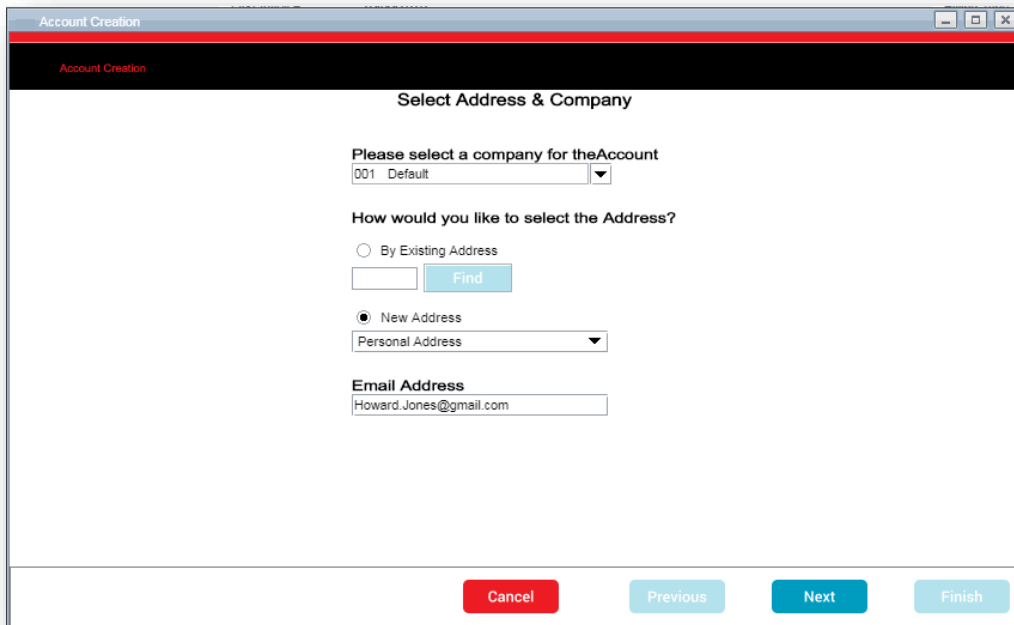 Account Creation
Account Creation
Select Address & Company
Please select a company for theAccount
001 Default
How would you like to select the Address?
By Existing Address
Find
New Address
Personal Address
Email Address
Howard.Jones@gmail.com
Cancel Previous Next Finish